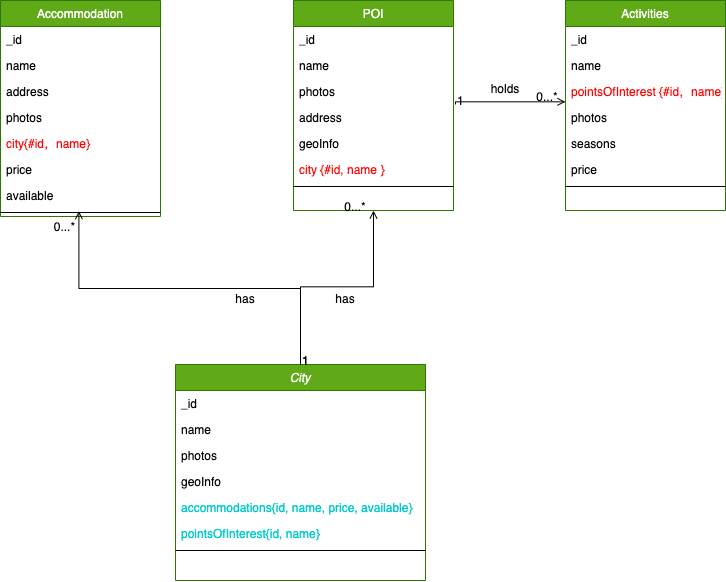 Accommodation
_id
name
address
photos
city{#id, name}
price
available
POI
_id
name
photos
address
geoInfo
city {#id, name }
Activities
_id
name
pointsOfInterest {#id, name
photos
seasons
price
1
holds
0...*
0...*
0...*
has
has
1
City
_id
name
photos
geoInfo
accommodations{id, name, price, available}
pointsOfInterest{id, name}